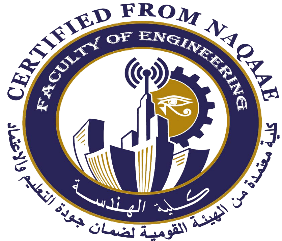 CERTIFIED FROM NAQAAE
FACULTY OF ENGINEERING
كلية الهندسة
كلية معتمدة من الهيئة القومية لضمان جودة التعليم والاعتماد